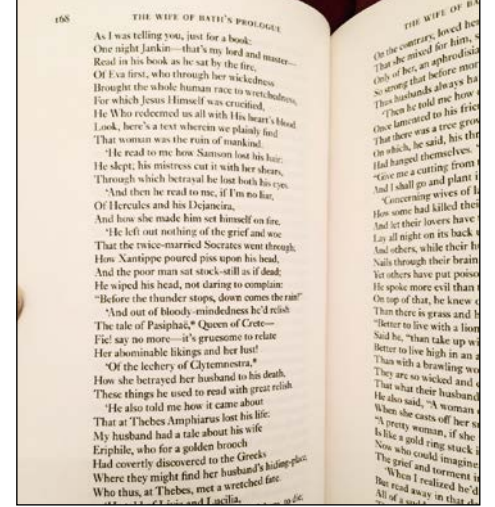 168
THE WIFE OF BATH'S PROLOGUE
As I was telling you, just for a book:
One night Jankin—that's my lord and master—
Read in his book as he sat by the fire,
Of Eva first, who through her wickedness
Brought the whole human race to wretchedness,
For which Jesus Himself was crucified,
He Who redeemed us all with His heart's blood.
Look, here's a text wherein we plainly find
That woman was the ruin of mankind.
'He read to me how Samson lost his hair:
He slept; his mistress cut it with her shears,
Through which betrayal he lost both his eyes.
'And then he read to me, if I'm no liar,
Of Hercules and his Dejaneira,
And how she made him set himself on fire.
'He left out nothing of the grief and woe
That the twice-married Socrates went through;
How Xantippe poured piss upon his head,
And the poor man sat stock-still as if dead;
He wiped his head, not daring to complain:
"Before the thunder stops, down comes the rain!"
'And out of bloody-mindedness he'd relish
The tale of Pasiphaë,* Queen of Crete—
Fie! say no more—it's gruesome to relate
Her abominable likings and her lust!
'Of the lechery of Clytemnestra,*
How she betrayed her husband to his death,
These things he used to read with great relish.
'He also told me how it came about
That at Thebes Amphiarus lost his life:
My husband had a tale about his wife
Eriphile, who for a golden brooch
Had covertly discovered to the Greeks
Where they might find her husband's hiding-place,
Who thus, at Thebes, met a wretched fate.
and Lucilia,
to die;
THE WIFE OF
On the contrary, loved
That she mixed for him,
Only of her, an
So strong that before
Thus husbands always
'Then he told me how
Once lamented to his
That there was a tree
On which, he said, his
Had hanged themselves.
"Give me a cutting from
And I shall go and plant
'Concerning wives of
How some had killed their
And let their lovers have
Lay all night on its back
And others, while their
Nails through their brain
Yet others have put
He spoke more evil than
On top of that, he knew
Than there is grass and
"Better to live with a lion
Said he, "than take up
Better to live high in an
Than with a brawling
They are so wicked and
That what their husband
He also said, "A woman
When she casts off her
"A pretty woman, if she
Is like a gold ring stuck
Now who could imagine
The grief and torment
'When I realized he'd
But read away in that
All of a